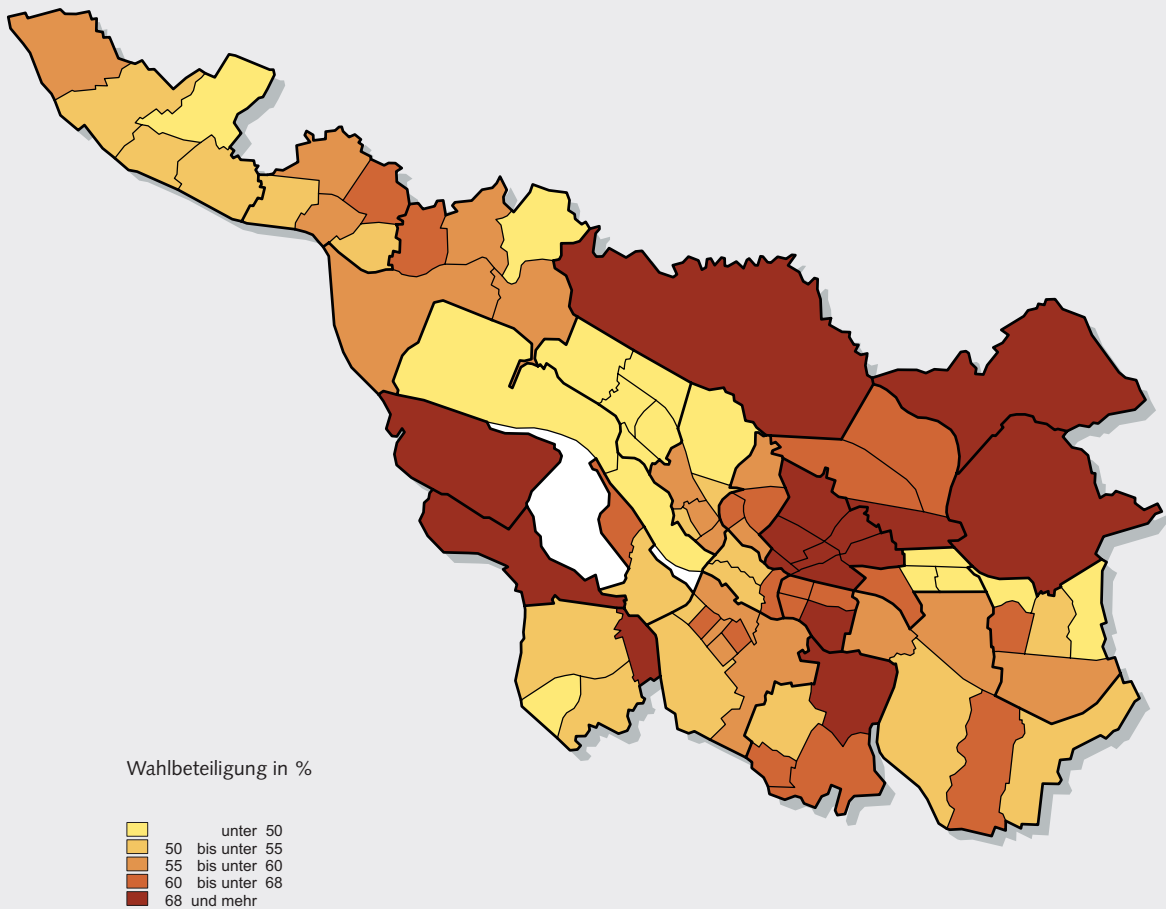 Wahlbeteiligung in %
unter 50
50 bis unter 55
55 bis unter 60
60 bis unter 68
68 und mehr